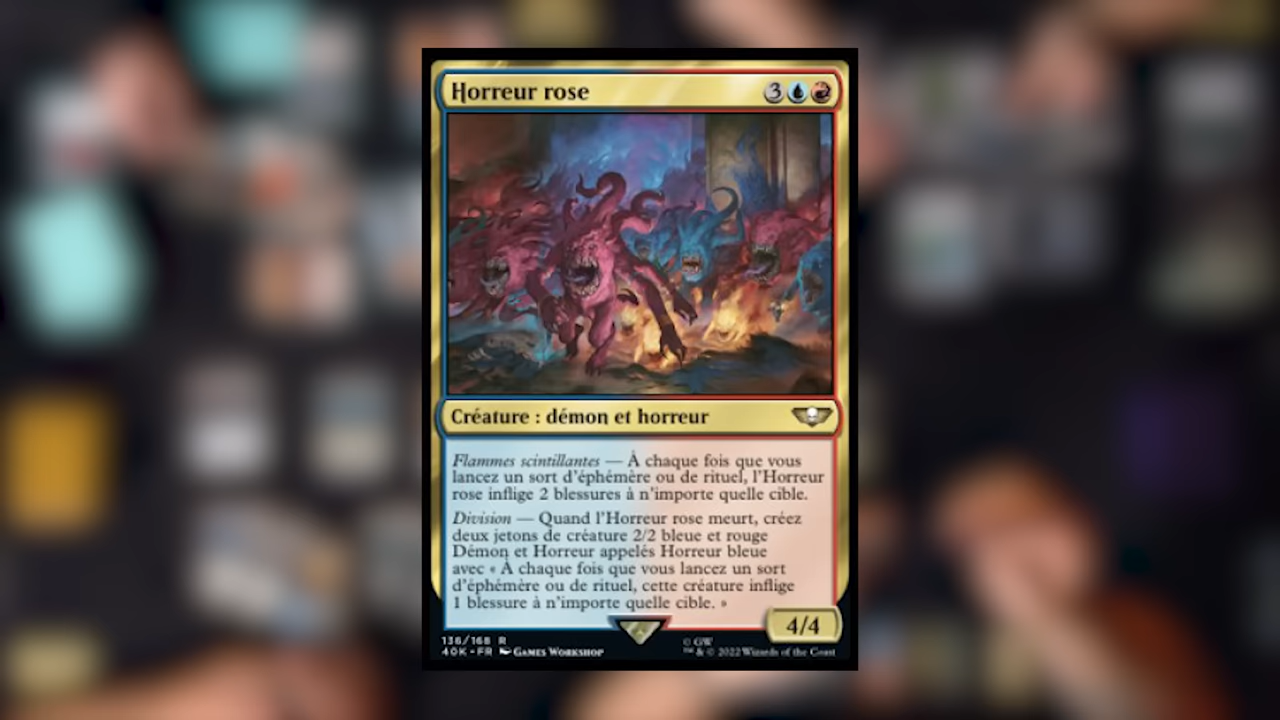 Horreur rose 3
Créature : démon et horreur
Flammes scintillantes — À chaque fois que vous
lancez un sort d'éphémère ou de rituel, l'Horreur
rose inflige 2 blessures à n'importe quelle cible.
Division — Quand l'Horreur rose meurt, créez
deux jetons de créature 2/2 bleue et rouge
Démon et Horreur appelés Horreur bleue
avec « À chaque fois que vous lancez un sort
d'éphémère ou de rituel, cette créature inflige
1 blessure à n'importe quelle cible. »
4/4
136/168 R
40K • FR Games Workshop
© GW
™ & © 2022 Wizards of the Coast